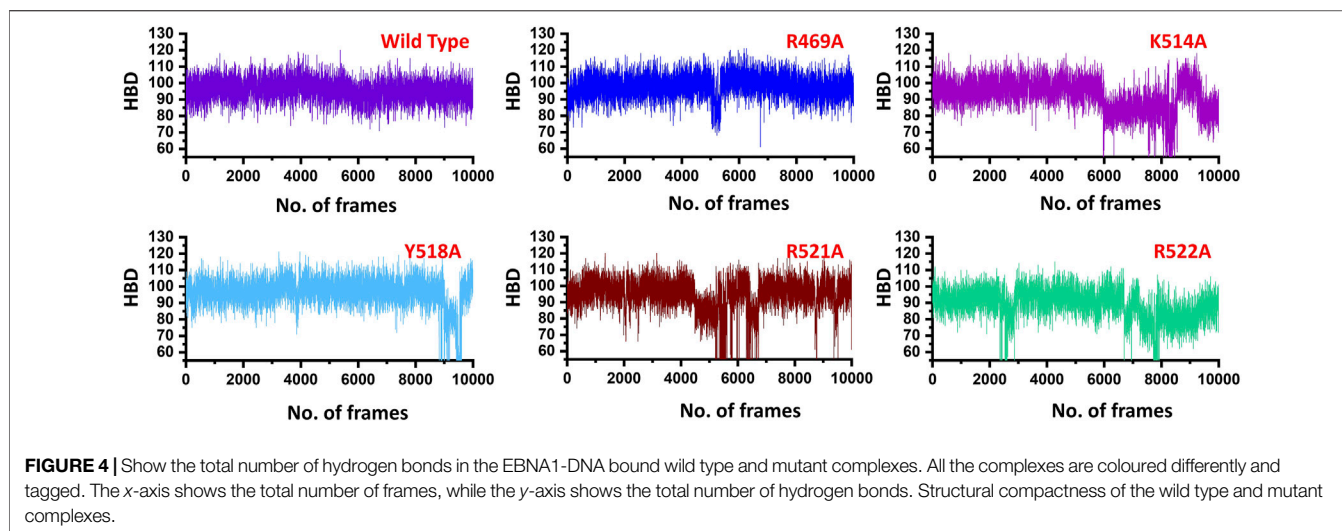 Wild Type
HBD
130
120
110
100
90
80
70
60
0 2000 4000 6000 8000 10000
No. of frames
R469A
HBD
130
120
110
100
90
80
70
60
0 2000 4000 6000 8000 10000
No. of frames
K514A
HBD
130
120
110
100
90
80
70
60
0 2000 4000 6000 8000 10000
No. of frames
Y518A
HBD
130
120
110
100
90
80
70
60
0 2000 4000 6000 8000 10000
No. of frames
R521A
HBD
130
120
110
100
90
80
70
60
0 2000 4000 6000 8000 10000
No. of frames
R522A
HBD
130
120
110
100
90
80
70
60
0 2000 4000 6000 8000 10000
No. of frames
FIGURE 4 | Show the total number of hydrogen bonds in the EBNA1-DNA bound wild type and mutant complexes. All the complexes are coloured differently and
tagged. The x-axis shows the total number of frames, while the y-axis shows the total number of hydrogen bonds. Structural compactness of the wild type and mutant
complexes.